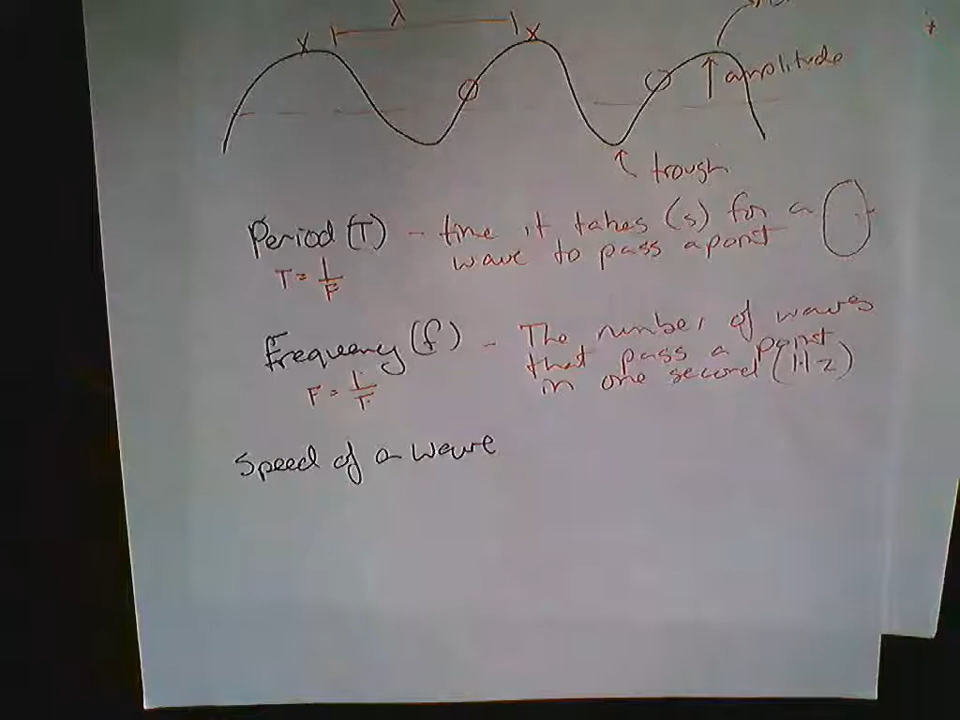 λ
X X
amplitude
trough
Period (T) - time it takes (s) for a
wave to pass a point
T = 1/F
Frequency (f) - The number of waves
that pass a point
in one second (Hz)
F = 1/T
Speed of a wave